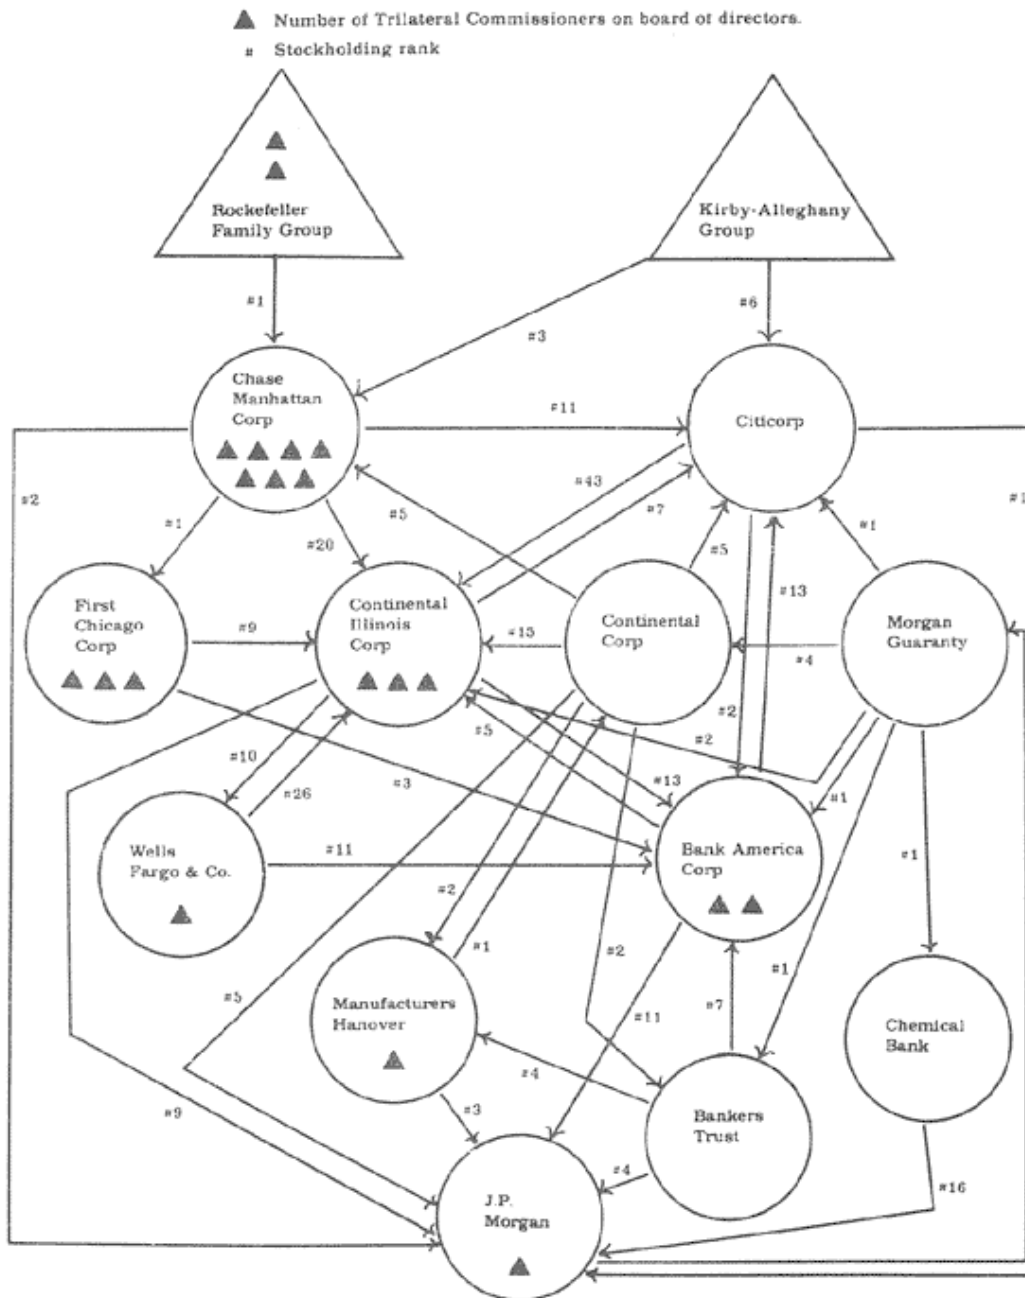 ▲ Number of Trilateral Commissioners on board of directors.
# Stockholding rank
Rockefeller
Family Group
Kirby-Alleghany
Group
#1
#3
#6
Chase
Manhattan
Corp
#11
Citicorp
#2
#1
#20
#5
#43
#7
#5
#1
#13
First
Chicago
Corp
#9
Continental
Illinois
Corp
#15
Continental
Corp
#4
Morgan
Guaranty
#10
#26
#3
#5
#13
#2
#2
#1
Wells
Fargo & Co.
#11
Bank America
Corp
#1
#2
#1
#2
#1
#5
Manufacturers
Hanover
#11
#7
Chemical
Bank
#4
#9
#3
Bankers
Trust
#4
#16
J.P.
Morgan